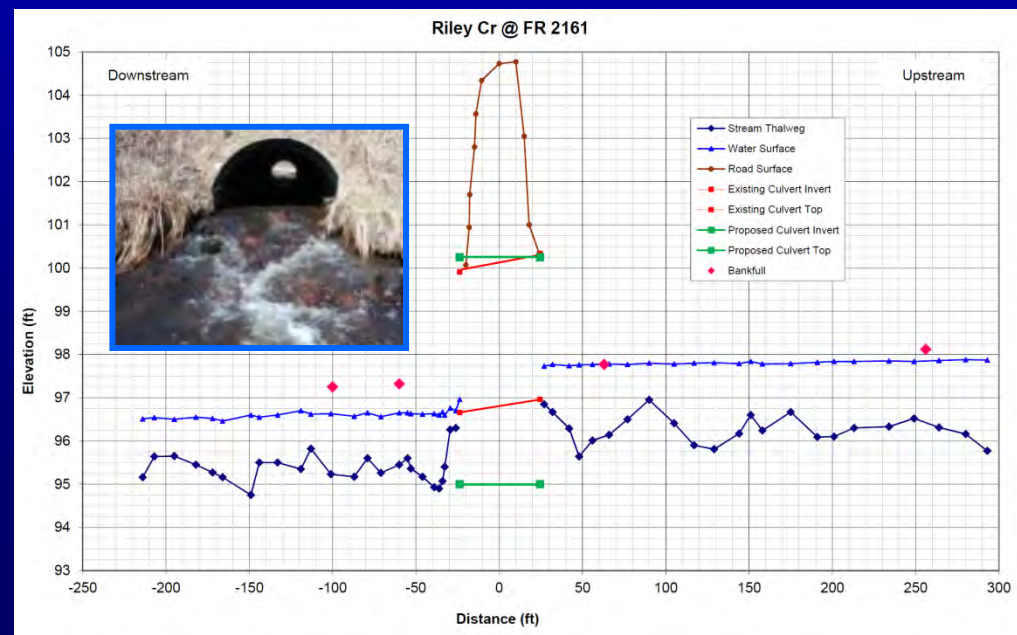 Riley Cr @ FR 2161
Downstream
Upstream
Stream Thalweg
Water Surface
Road Surface
Existing Culvert Invert
Existing Culvert Top
Proposed Culvert Invert
Proposed Culvert Top
Bankfull
Elevation (ft)
105
104
103
102
101
100
99
98
97
96
95
94
93
-250 -200 -150 -100 -50 0 50 100 150 200 250 300
Distance (ft)